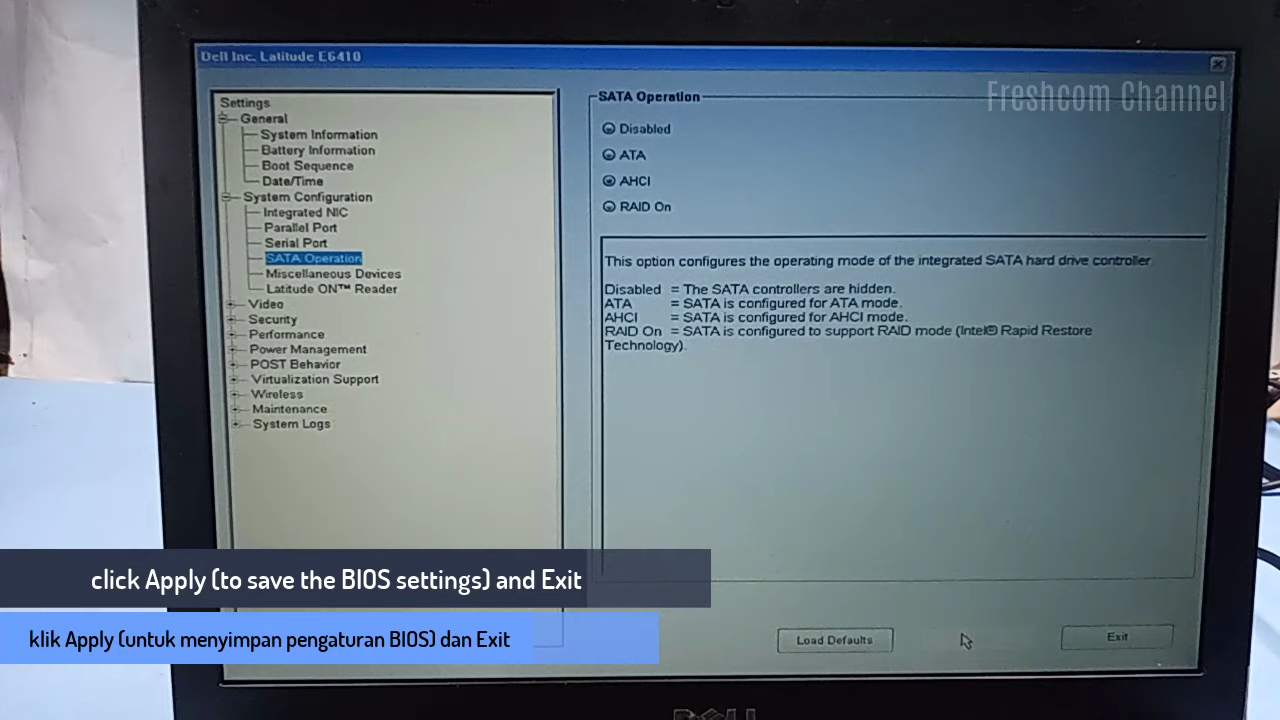 Dell Inc. Latitude E6410
Freshcom Channel
Settings
General
System Information
Battery Information
Boot Sequence
Date/Time
System Configuration
Integrated NIC
Parallel Port
Serial Port
SATA Operation
Miscellaneous Devices
Latitude ON™ Reader
Video
Security
Performance
Power Management
POST Behavior
Virtualization Support
Wireless
Maintenance
System Logs
SATA Operation
Disabled
ATA
AHCI
RAID On
This option configures the operating mode of the integrated SATA hard drive controller
Disabled = The SATA controllers are hidden.
ATA = SATA is configured for ATA mode.
AHCI = SATA is configured for AHCI mode.
RAID On = SATA is configured to support RAID mode (Intel® Rapid Restore
Technology).
Load Defaults
Exit
click Apply (to save the BIOS settings) and Exit
klik Apply (untuk menyimpan pengaturan BIOS) dan Exit
DELL